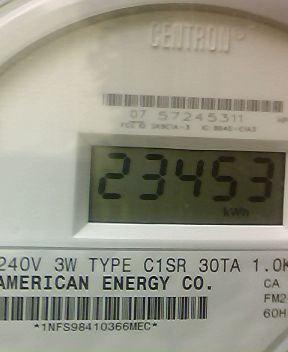 CENTRON®
07 57245311
23453
kWh
240V 3W TYPE C1SR 30TA 1.0K
AMERICAN ENERGY CO.
CA
FM2
60H
*1NFS98410366MEC*